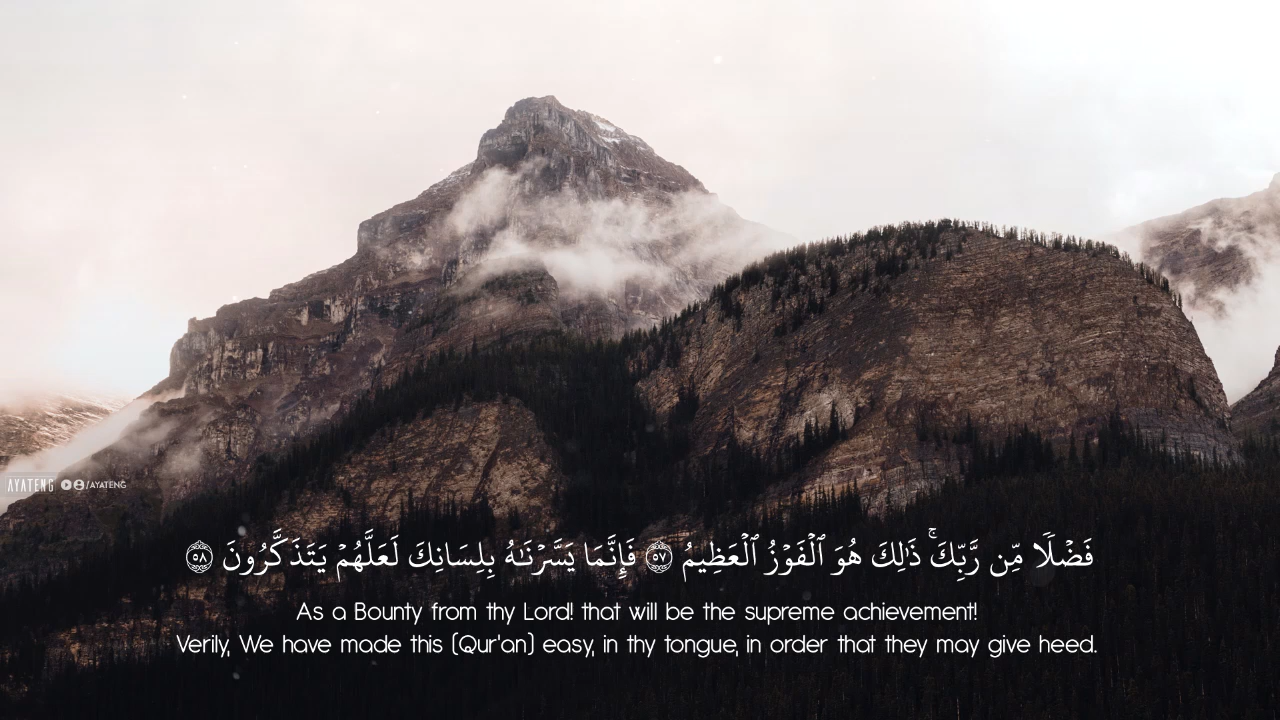 AYATENG /AYATENG
فَضْلًا مِّن رَّبِّكَ ۚ ذَٰلِكَ هُوَ ٱلْفَوْزُ ٱلْعَظِيمُ ۝٥٧ فَإِنَّمَا يَسَّرْنَـٰهُ بِلِسَانِكَ لَعَلَّهُمْ يَتَذَكَّرُونَ ۝٥٨
As a Bounty from thy Lord! that will be the supreme achievement!
Verily, We have made this (Qur'an) easy, in thy tongue, in order that they may give heed.